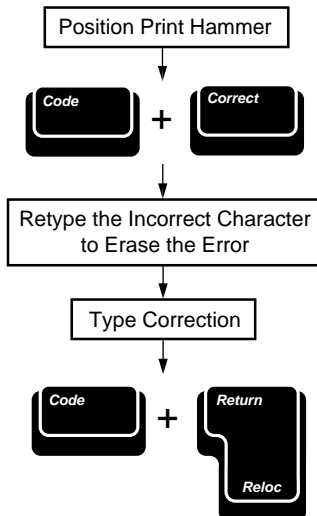 Position Print Hammer
Code + Correct
Retype the Incorrect Character
to Erase the Error
Type Correction
Code + Return
Reloc